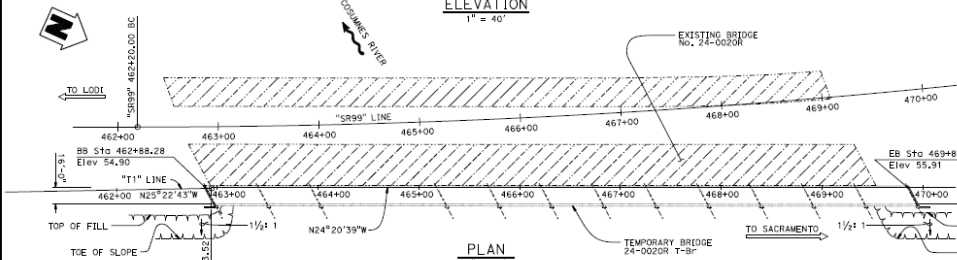 ELEVATION
1" = 40'
N
COSUMNES RIVER
EXISTING BRIDGE
No. 24-0020R
"SR99" 462+20.00 BC
TO LODI
"SR99" LINE
462+00
463+00
464+00
465+00
466+00
467+00
468+00
469+00
470+00
BB Sta 462+88.28
Elev 54.90
EB Sta 469+8
Elev 55.91
16'-0"
"T1" LINE
462+00
N25°22'43"W
463+00
464+00
465+00
466+00
467+00
468+00
469+00
470+00
TOP OF FILL
1½: 1
N24°20'39"W
TO SACRAMENTO
1½: 1
TOE OF SLOPE
TEMPORARY BRIDGE
24-0020R T-Br
PLAN